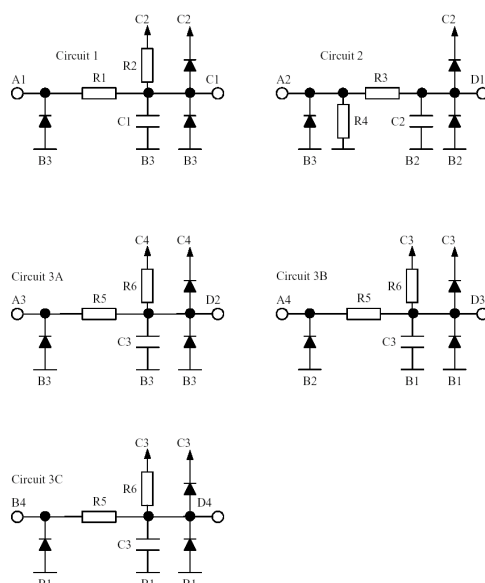 C2 C2
Circuit 1
A1 R1 R2 C1
C1
B3 B3 B3
C2
Circuit 2
A2 R3 D1
R4 C2
B3 B2 B2
C4 C4
Circuit 3A
A3 R5 R6 D2
C3
B3 B3 B3
C3 C3
Circuit 3B
A4 R5 R6 D3
C3
B2 B1 B1
C3 C3
Circuit 3C
B4 R5 R6 D4
C3
B1 B1 B1